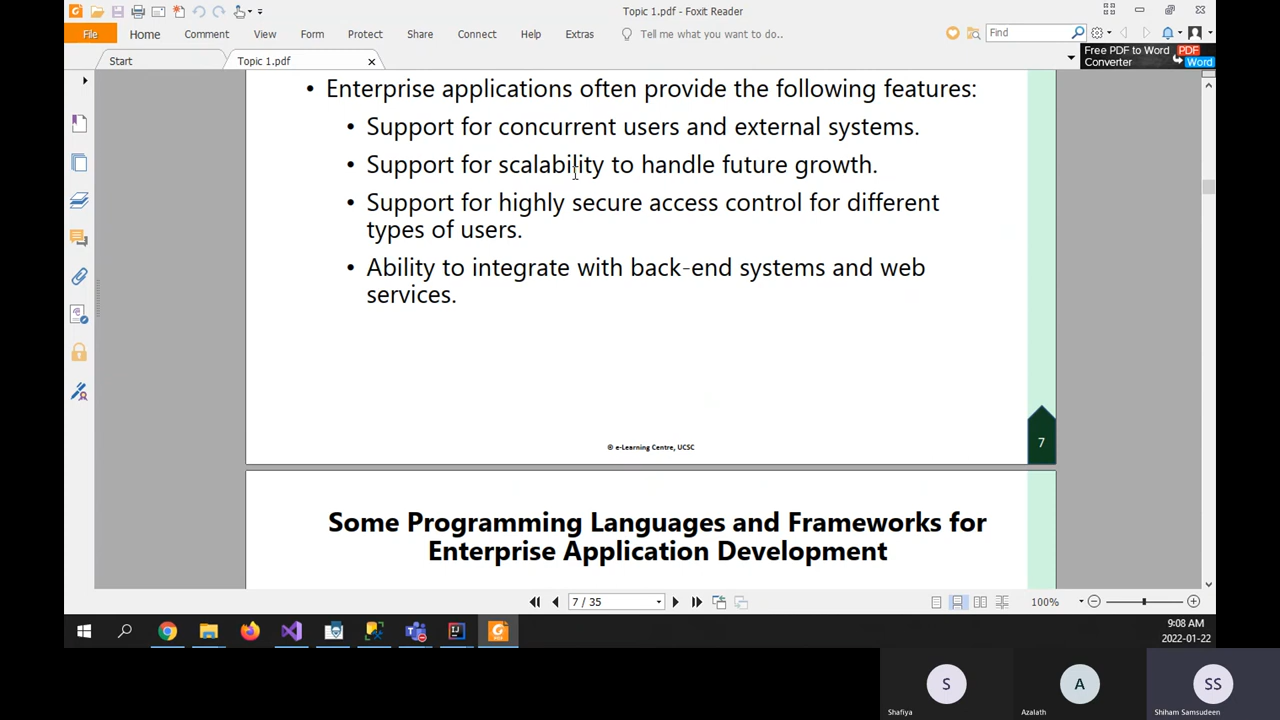 Topic 1.pdf - Foxit Reader
File Home Comment View Form Protect Share Connect Help Extras Tell me what you want to do.. Find
Start Topic 1.pdf
Free PDF to Word PDF
Converter Word
• Enterprise applications often provide the following features:
• Support for concurrent users and external systems.
• Support for scalability to handle future growth.
• Support for highly secure access control for different
types of users.
• Ability to integrate with back-end systems and web
services.
© e-Learning Centre, UCSC
7
Some Programming Languages and Frameworks for
Enterprise Application Development
7 / 35 100%
9:08 AM
2022-01-22
S A SS
Shafiya Azalath Shiham Samsudeen